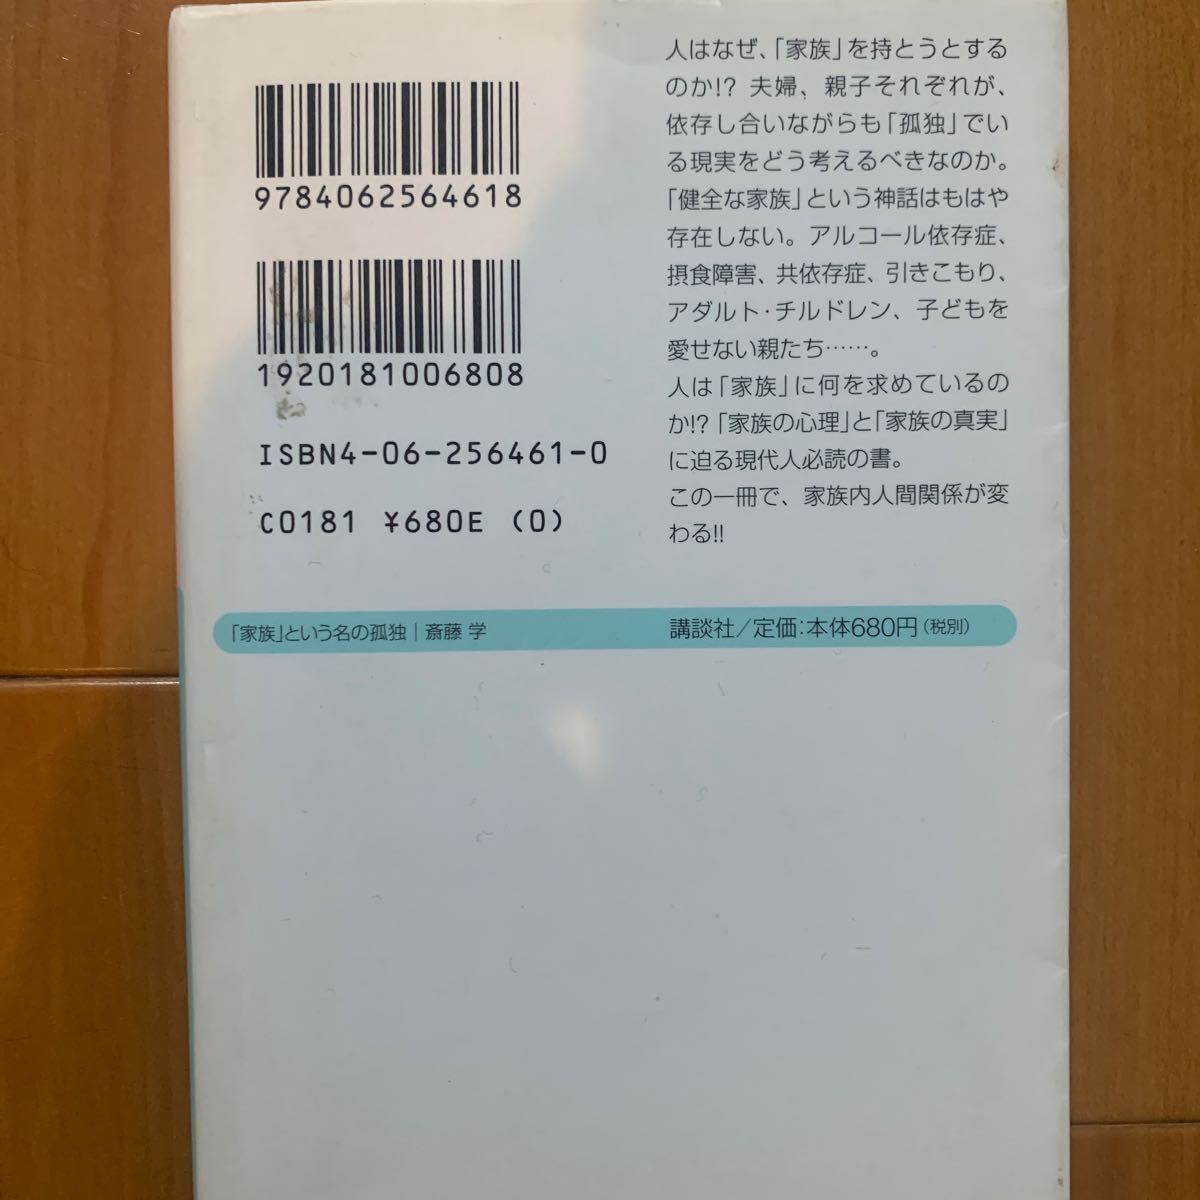 9784062564618
1920181006808
ISBN4-06-256461-0
C0181 ¥680E (0)
人はなぜ、「家族」を持とうとする
のか!? 夫婦、親子それぞれが、
依存し合いながらも「孤独」でい
る現実をどう考えるべきなのか。
「健全な家族」という神話はもはや
存在しない。アルコール依存症、
摂食障害、共依存症、引きこもり、
アダルト・チルドレン、子どもを
愛せない親たち……。
人は「家族」に何を求めているの
か!?「家族の心理」と「家族の真実」
に迫る現代人必読の書。
この一冊で、家族内人間関係が変
わる!!
「家族」という名の孤独｜斎藤 学
講談社／定価：本体680円（税別）